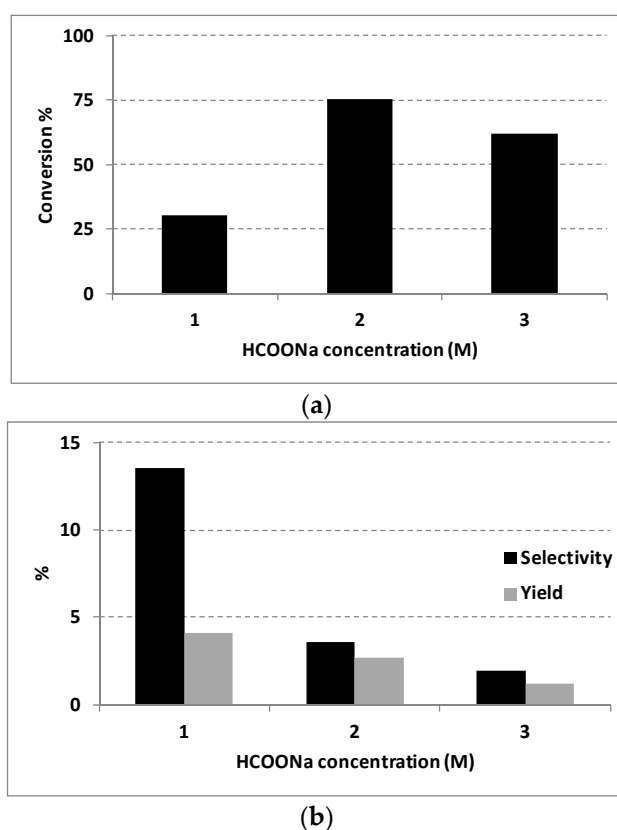 100
75
50
25
0
Conversion %
1 2 3
HCOONa concentration (M)
(a)
15
10
5
0
%
Selectivity
Yield
1 2 3
HCOONa concentration (M)
(b)